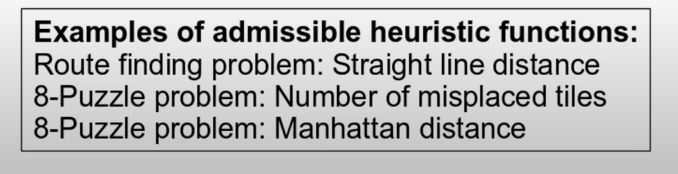 Examples of admissible heuristic functions:
Route finding problem: Straight line distance
8-Puzzle problem: Number of misplaced tiles
8-Puzzle problem: Manhattan distance